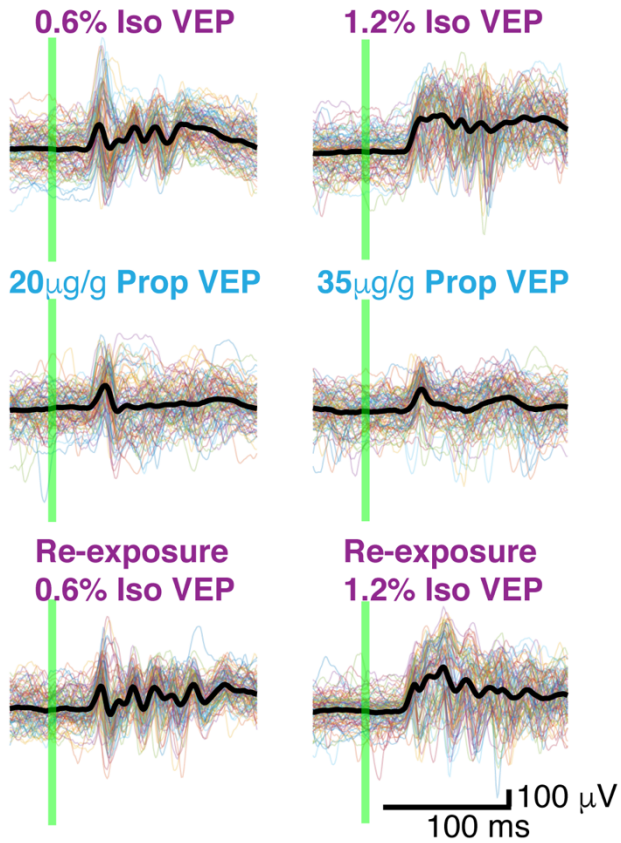 0.6% Iso VEP
1.2% Iso VEP
20μg/g Prop VEP
35μg/g Prop VEP
Re-exposure
0.6% Iso VEP
Re-exposure
1.2% Iso VEP
100 μV
100 ms